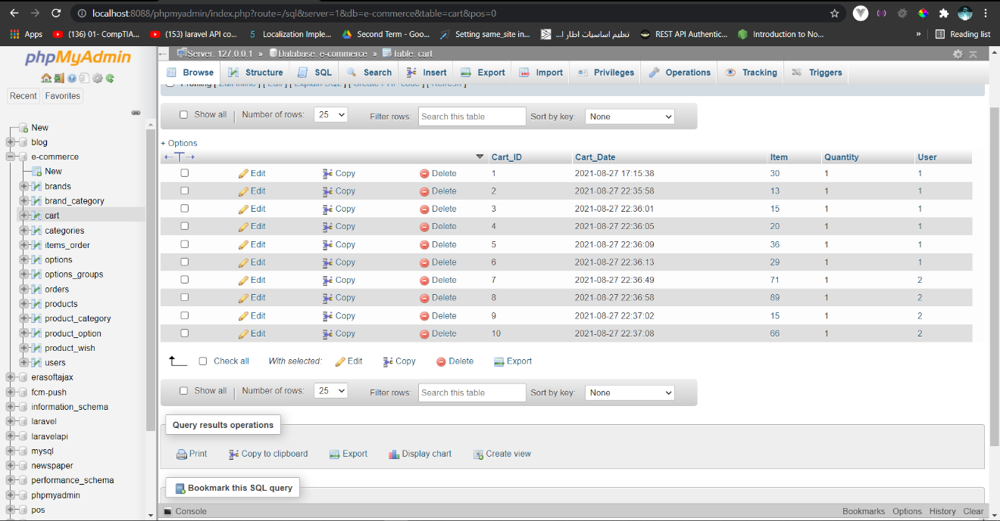 localhost:8088/phpmyadmin/index.php?route=/sql&server=1&db=e-commerce&table=cart&pos=0
Apps (136) 01- CompTIA... (153) laravel API co... 5 Localization Imple... Second Term - Goo... Setting same_site in... تعليم اساسيات اطار ا... REST API Authentic... Introduction to No... » Reading list
phpMyAdmin
Recent Favorites
New
blog
e-commerce
New
brands
brand_category
cart
categories
items_order
options
options_groups
orders
products
product_category
product_option
product_wish
users
erasoftajax
fcm-push
information_schema
laravel
laravelapi
mysql
newspaper
performance_schema
phpmyadmin
pos
Server: 127.0.0.1 » Database: e-commerce » Table: cart
Browse Structure SQL Search Insert Export Import Privileges Operations Tracking Triggers
Profiling [ Edit inline ] [ Edit ] [ Explain SQL ] [ Create PHP code ] [ Refresh ]
Show all | Number of rows: 25 Filter rows: Search this table Sort by key: None
+ Options
←T→ Cart_ID Cart_Date Item Quantity User
Edit Copy Delete 1 2021-08-27 17:15:38 30 1 1
Edit Copy Delete 2 2021-08-27 22:35:58 13 1 1
Edit Copy Delete 3 2021-08-27 22:36:01 15 1 1
Edit Copy Delete 4 2021-08-27 22:36:05 20 1 1
Edit Copy Delete 5 2021-08-27 22:36:09 36 1 1
Edit Copy Delete 6 2021-08-27 22:36:13 29 1 1
Edit Copy Delete 7 2021-08-27 22:36:49 71 1 2
Edit Copy Delete 8 2021-08-27 22:36:58 89 1 2
Edit Copy Delete 9 2021-08-27 22:37:02 15 1 2
Edit Copy Delete 10 2021-08-27 22:37:08 66 1 2
Check all With selected: Edit Copy Delete Export
Show all | Number of rows: 25 Filter rows: Search this table Sort by key: None
Query results operations
Print Copy to clipboard Export Display chart Create view
Bookmark this SQL query
Console Bookmarks Options History Clear